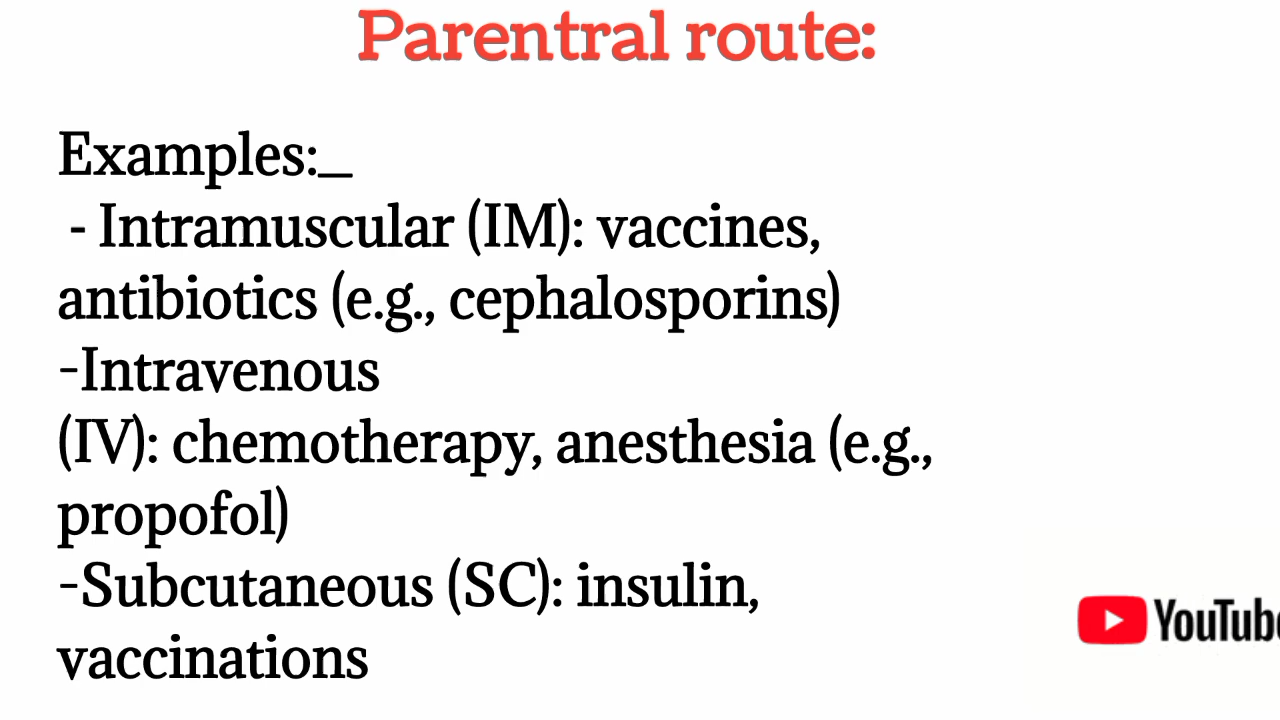 Parentral route:
Examples:_
- Intramuscular (IM): vaccines,
antibiotics (e.g., cephalosporins)
-Intravenous
(IV): chemotherapy, anesthesia (e.g.,
propofol)
-Subcutaneous (SC): insulin,
vaccinations
YouTube